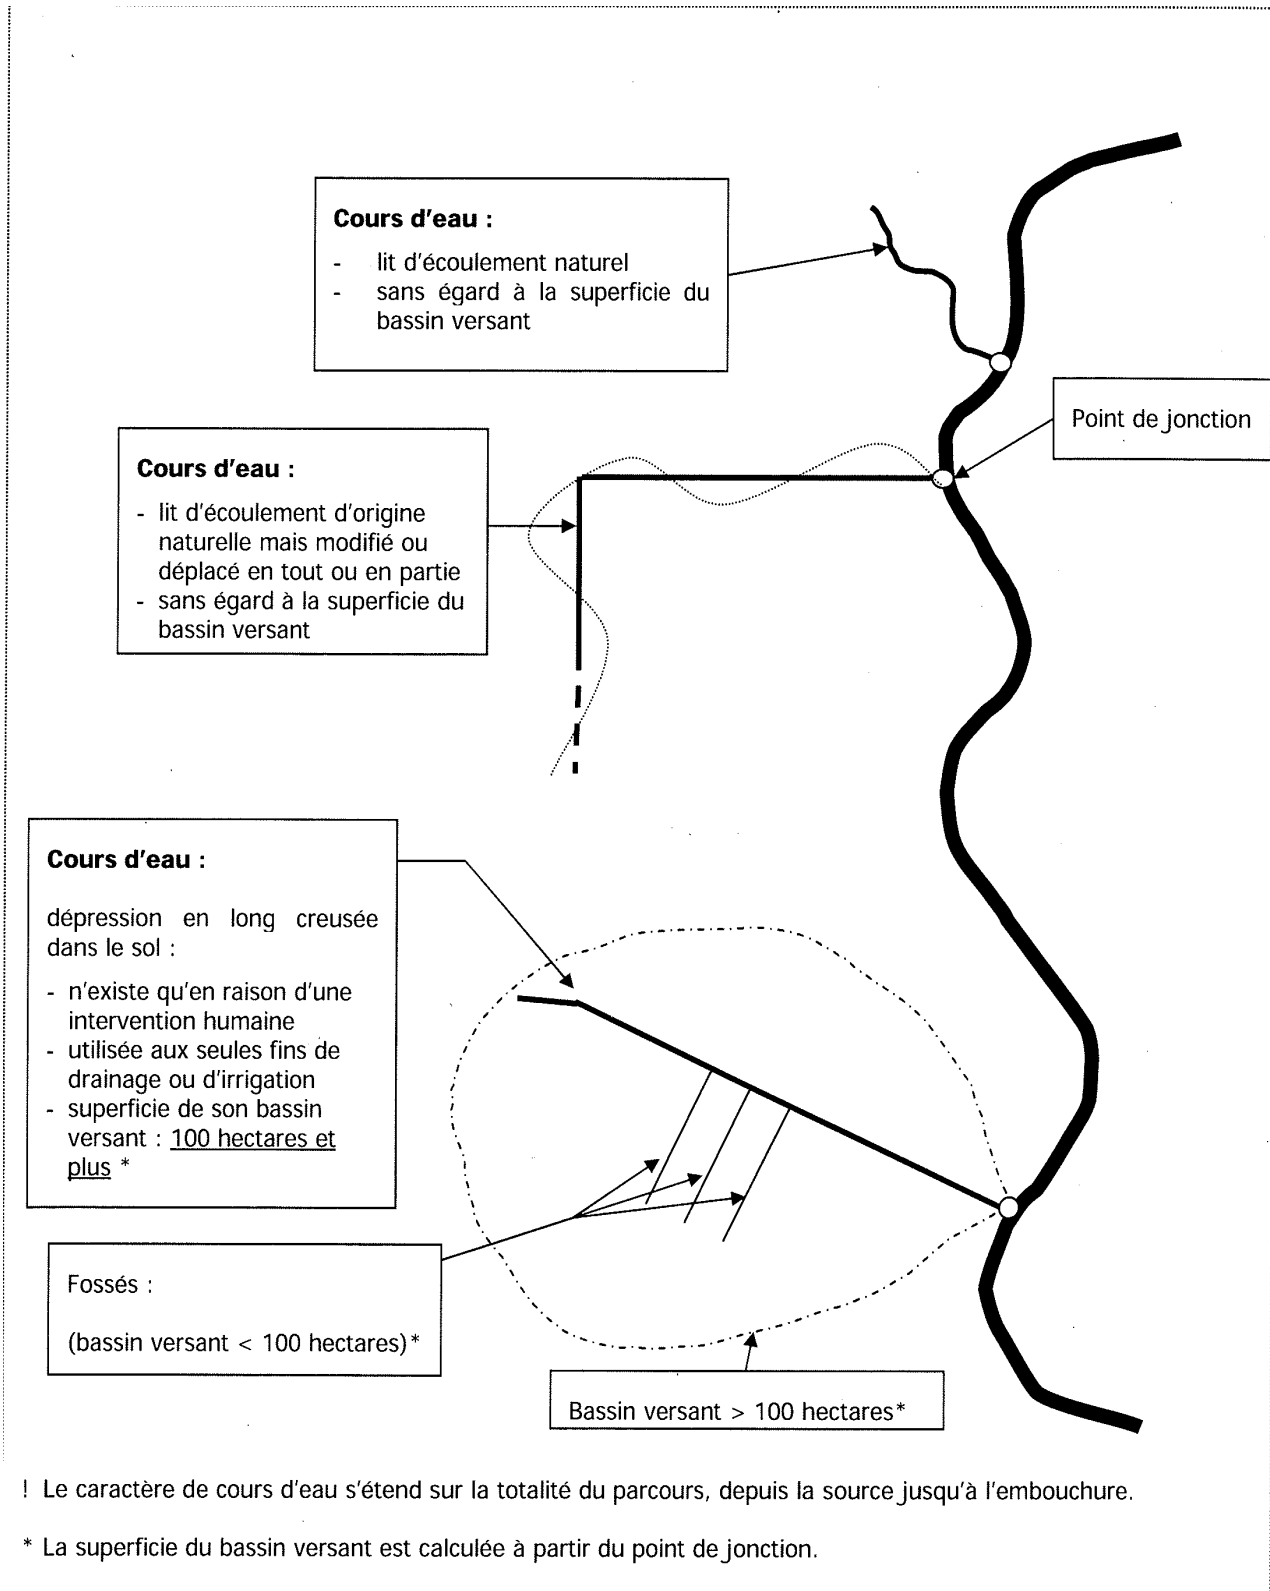 Cours d'eau :
- lit d'écoulement naturel
- sans égard à la superficie du
bassin versant
Point de jonction
Cours d'eau :
- lit d'écoulement d'origine
naturelle mais modifié ou
déplacé en tout ou en partie
- sans égard à la superficie du
bassin versant
Cours d'eau :
dépression en long creusée
dans le sol :
- n'existe qu'en raison d'une
intervention humaine
- utilisée aux seules fins de
drainage ou d'irrigation
- superficie de son bassin
versant : 100 hectares et
plus *
Fossés :
(bassin versant < 100 hectares)*
Bassin versant > 100 hectares*
! Le caractère de cours d'eau s'étend sur la totalité du parcours, depuis la source jusqu'à l'embouchure.
* La superficie du bassin versant est calculée à partir du point de jonction.